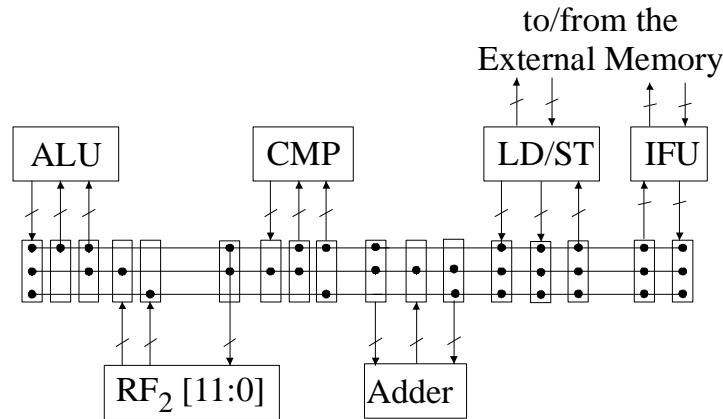 to/from the
External Memory
ALU
CMP
LD/ST
IFU
RF2 [11:0]
Adder